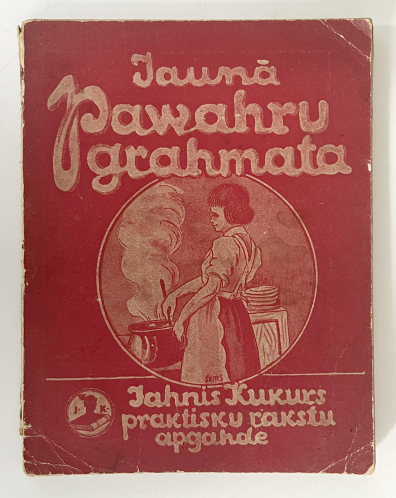 Jaunā
Pawahru
grahmata
Jahnis Kukurs
praktisku rakstu
apgahde